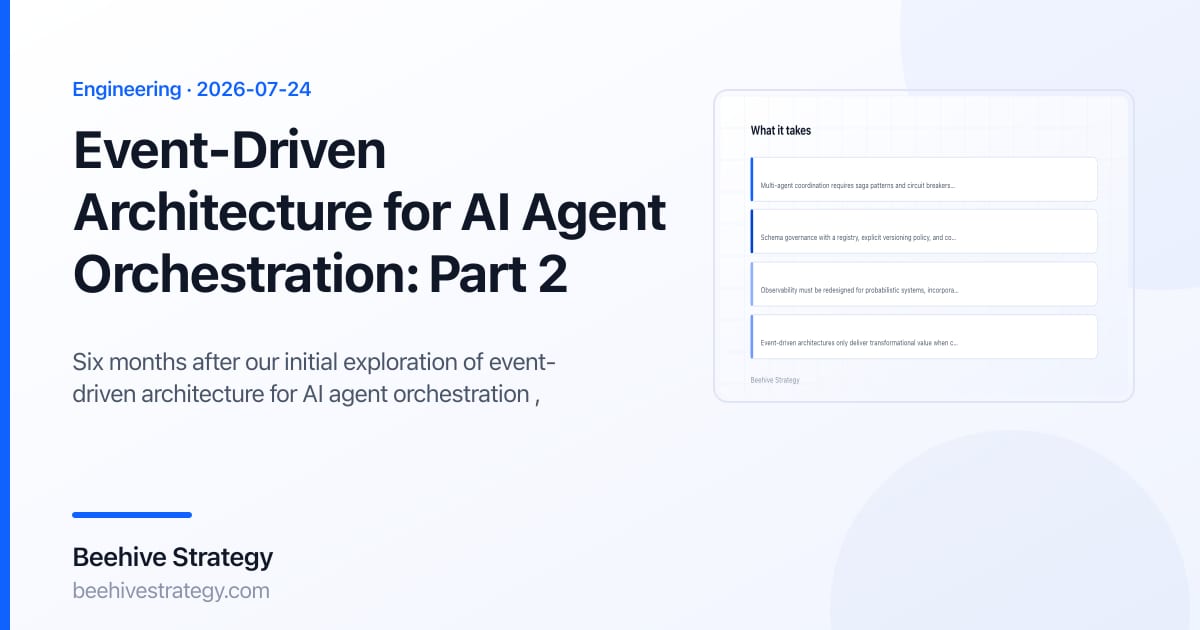 Engineering · 2026-07-24
Event-Driven
Architecture for AI Agent
Orchestration: Part 2
Six months after our initial exploration of event-
driven architecture for AI agent orchestration ,
Beehive Strategy
beehivestrategy.com
What it takes
Multi-agent coordination requires saga patterns and circuit breakers...
Schema governance with a registry, explicit versioning policy, and co...
Observability must be redesigned for probabilistic systems, incorpora...
Event-driven architectures only deliver transformational value when c...
Beehive Strategy